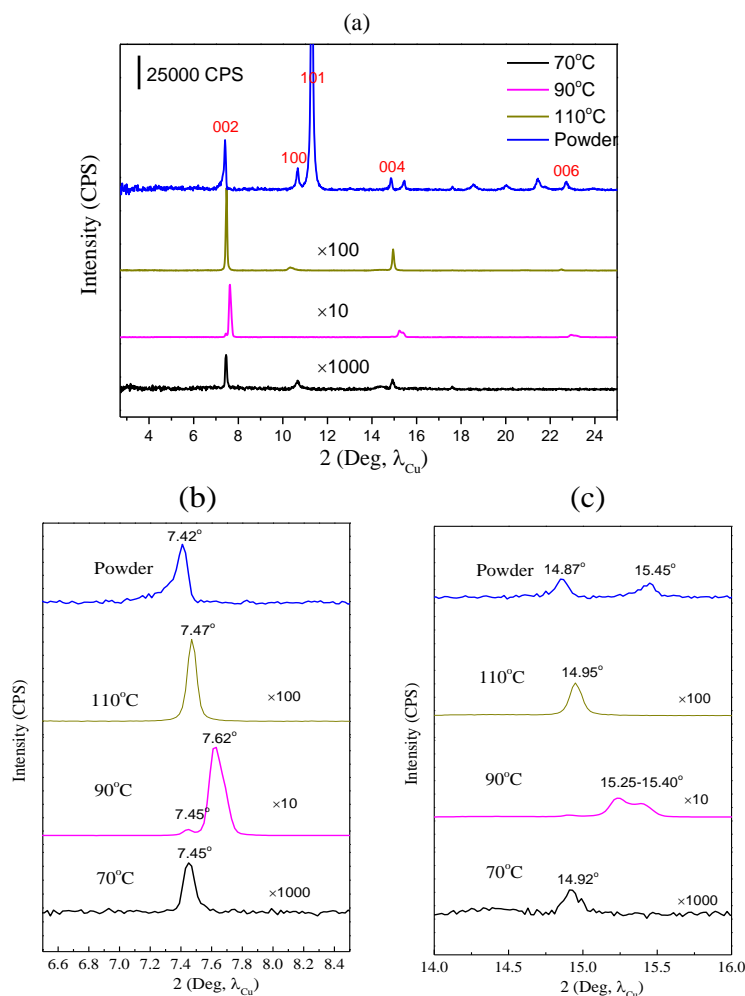 (a)
25000 CPS
101
70°C
90°C
110°C
Powder
002
100
004
006
×100
×10
×1000
Intensity (CPS)
4 6 8 10 12 14 16 18 20 22 24
2 (Deg, λCu)
(b)
7.42°
Powder
7.47°
110°C
×100
7.62°
90°C
7.45°
×10
7.45°
70°C
×1000
Intensity (CPS)
6.6 6.8 7.0 7.2 7.4 7.6 7.8 8.0 8.2 8.4
2 (Deg, λCu)
(c)
Powder
14.87°
15.45°
14.95°
110°C
×100
90°C
15.25-15.40°
×10
70°C
14.92°
×1000
Intensity (CPS)
14.0 14.5 15.0 15.5 16.0
2 (Deg, λCu)